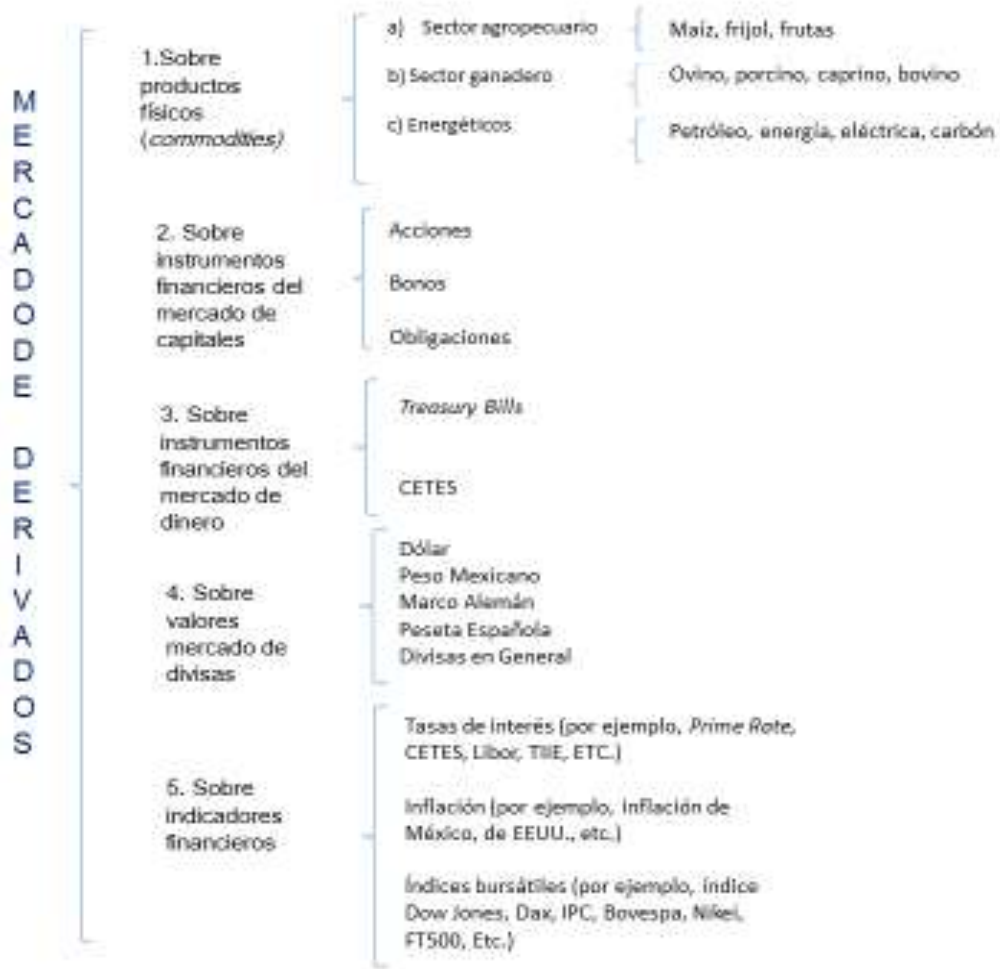 MERCADO DE DERIVADOS
1.Sobre
productos
físicos
(commodities)
a) Sector agropecuario
Maíz, frijol, frutas
b) Sector ganadero
Ovino, porcino, caprino, bovino
c) Energéticos
Petróleo, energía, eléctrica, carbón
2. Sobre
instrumentos
financieros del
mercado de
capitales
Acciones
Bonos
Obligaciones
3. Sobre
instrumentos
financieros del
mercado de
dinero
Treasury Bills
CETES
4. Sobre
valores
mercado de
divisas
Dólar
Peso Mexicano
Marco Alemán
Peseta Española
Divisas en General
5. Sobre
indicadores
financieros
Tasas de interés (por ejemplo, Prime Rate,
CETES, Libor, TIIE, ETC.)
Inflación (por ejemplo, inflación de
México, de EEUU., etc.)
Índices bursátiles (por ejemplo, índice
Dow Jones, Dax, IPC, Bovespa, Nikei,
FT500, Etc.)